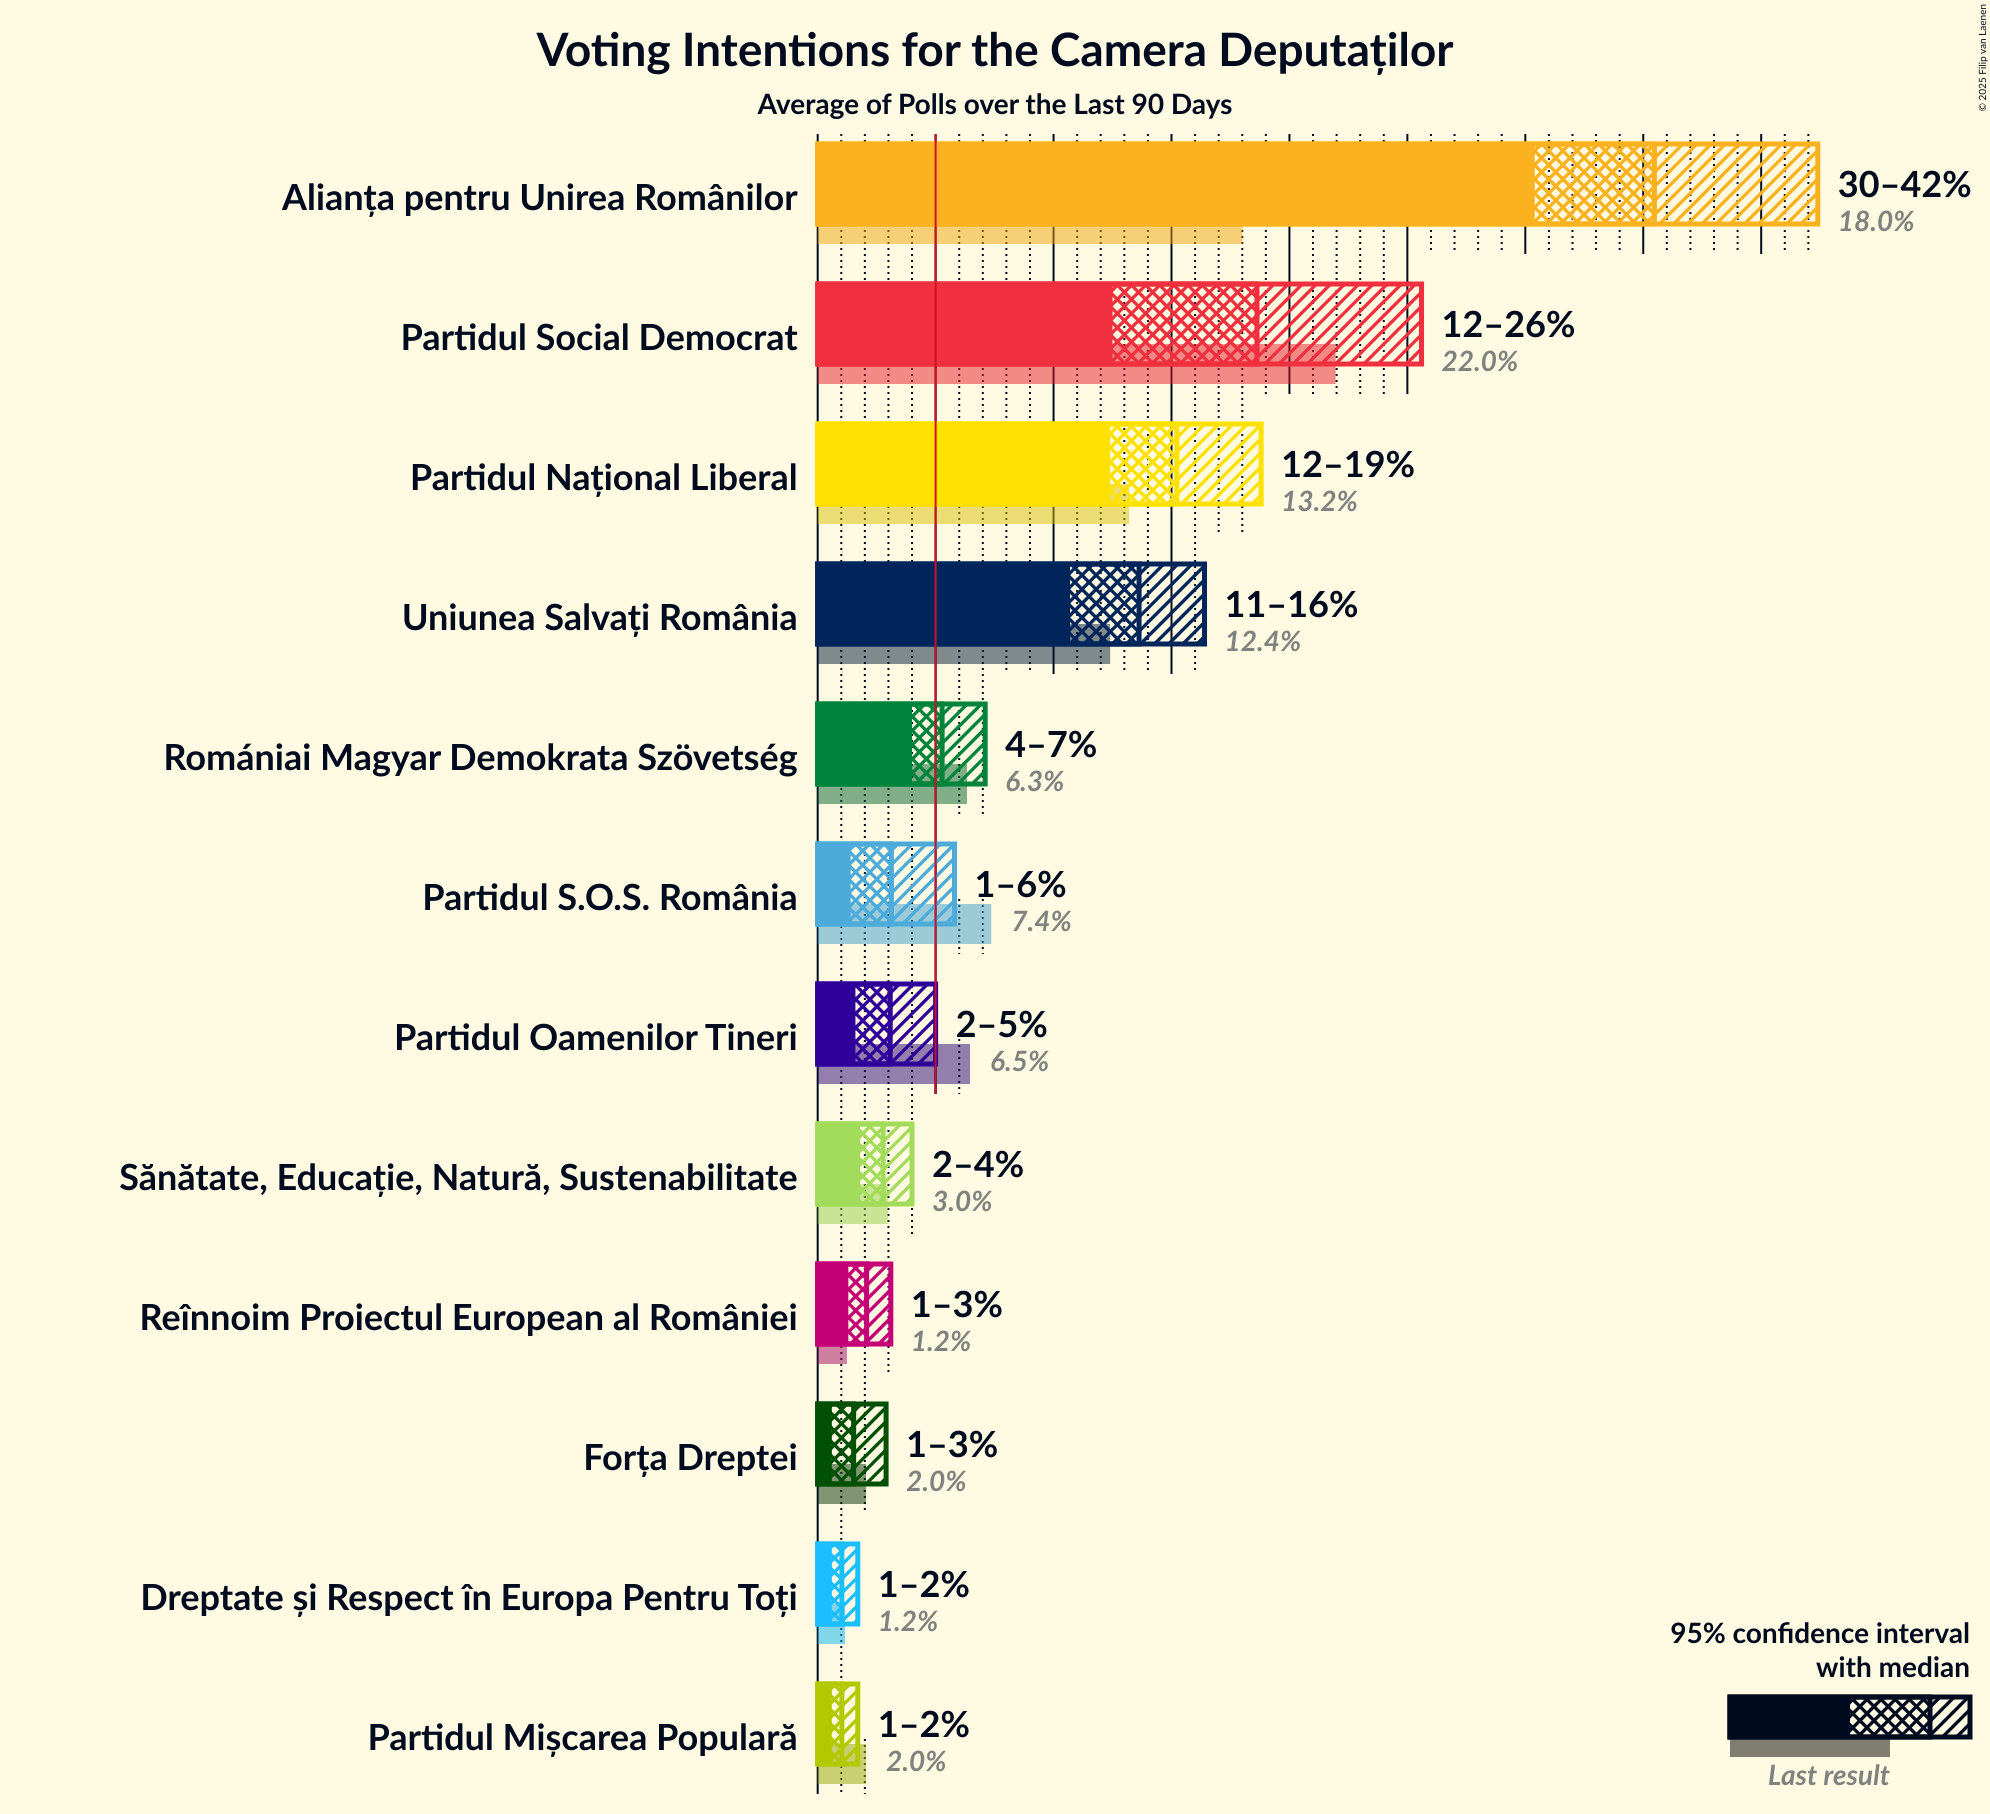 © 2025 Filip van Laenen
Voting Intentions for the Camera Deputaților
Average of Polls over the Last 90 Days
Alianța pentru Unirea Românilor
30–42%
18.0%
Partidul Social Democrat
12–26%
22.0%
Partidul Național Liberal
12–19%
13.2%
Uniunea Salvați România
11–16%
12.4%
Romániai Magyar Demokrata Szövetség
4–7%
6.3%
Partidul S.O.S. România
1–6%
7.4%
Partidul Oamenilor Tineri
2–5%
6.5%
Sănătate, Educație, Natură, Sustenabilitate
2–4%
3.0%
Reînnoim Proiectul European al României
1–3%
1.2%
Forța Dreptei
1–3%
2.0%
Dreptate și Respect în Europa Pentru Toți
1–2%
1.2%
Partidul Mișcarea Populară
1–2%
2.0%
95% confidence interval
with median
Last result